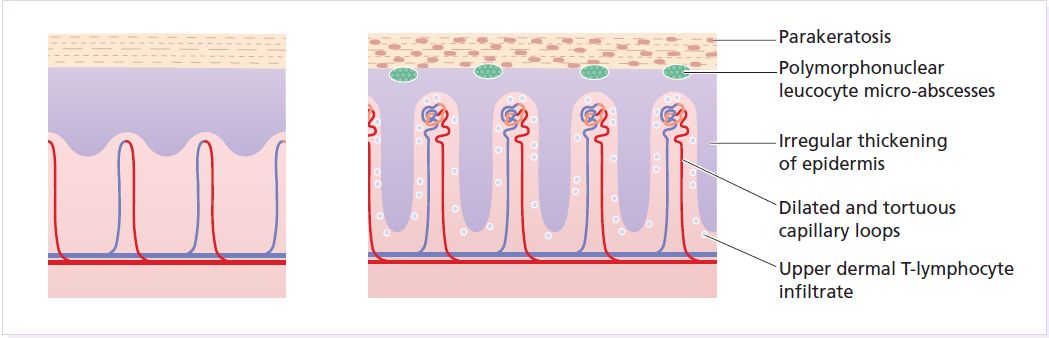 Parakeratosis
Polymorphonuclear
leucocyte micro-abscesses
Irregular thickening
of epidermis
Dilated and tortuous
capillary loops
Upper dermal T-lymphocyte
infiltrate